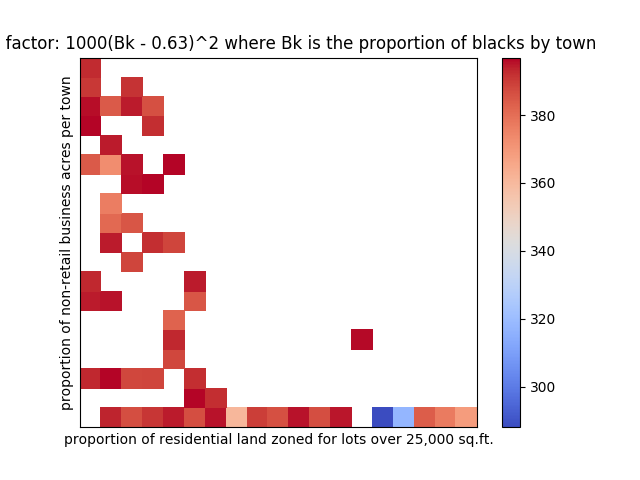 factor: 1000(Bk - 0.63)^2 where Bk is the proportion of blacks by town
proportion of non-retail business acres per town
380
360
340
320
300
proportion of residential land zoned for lots over 25,000 sq.ft.